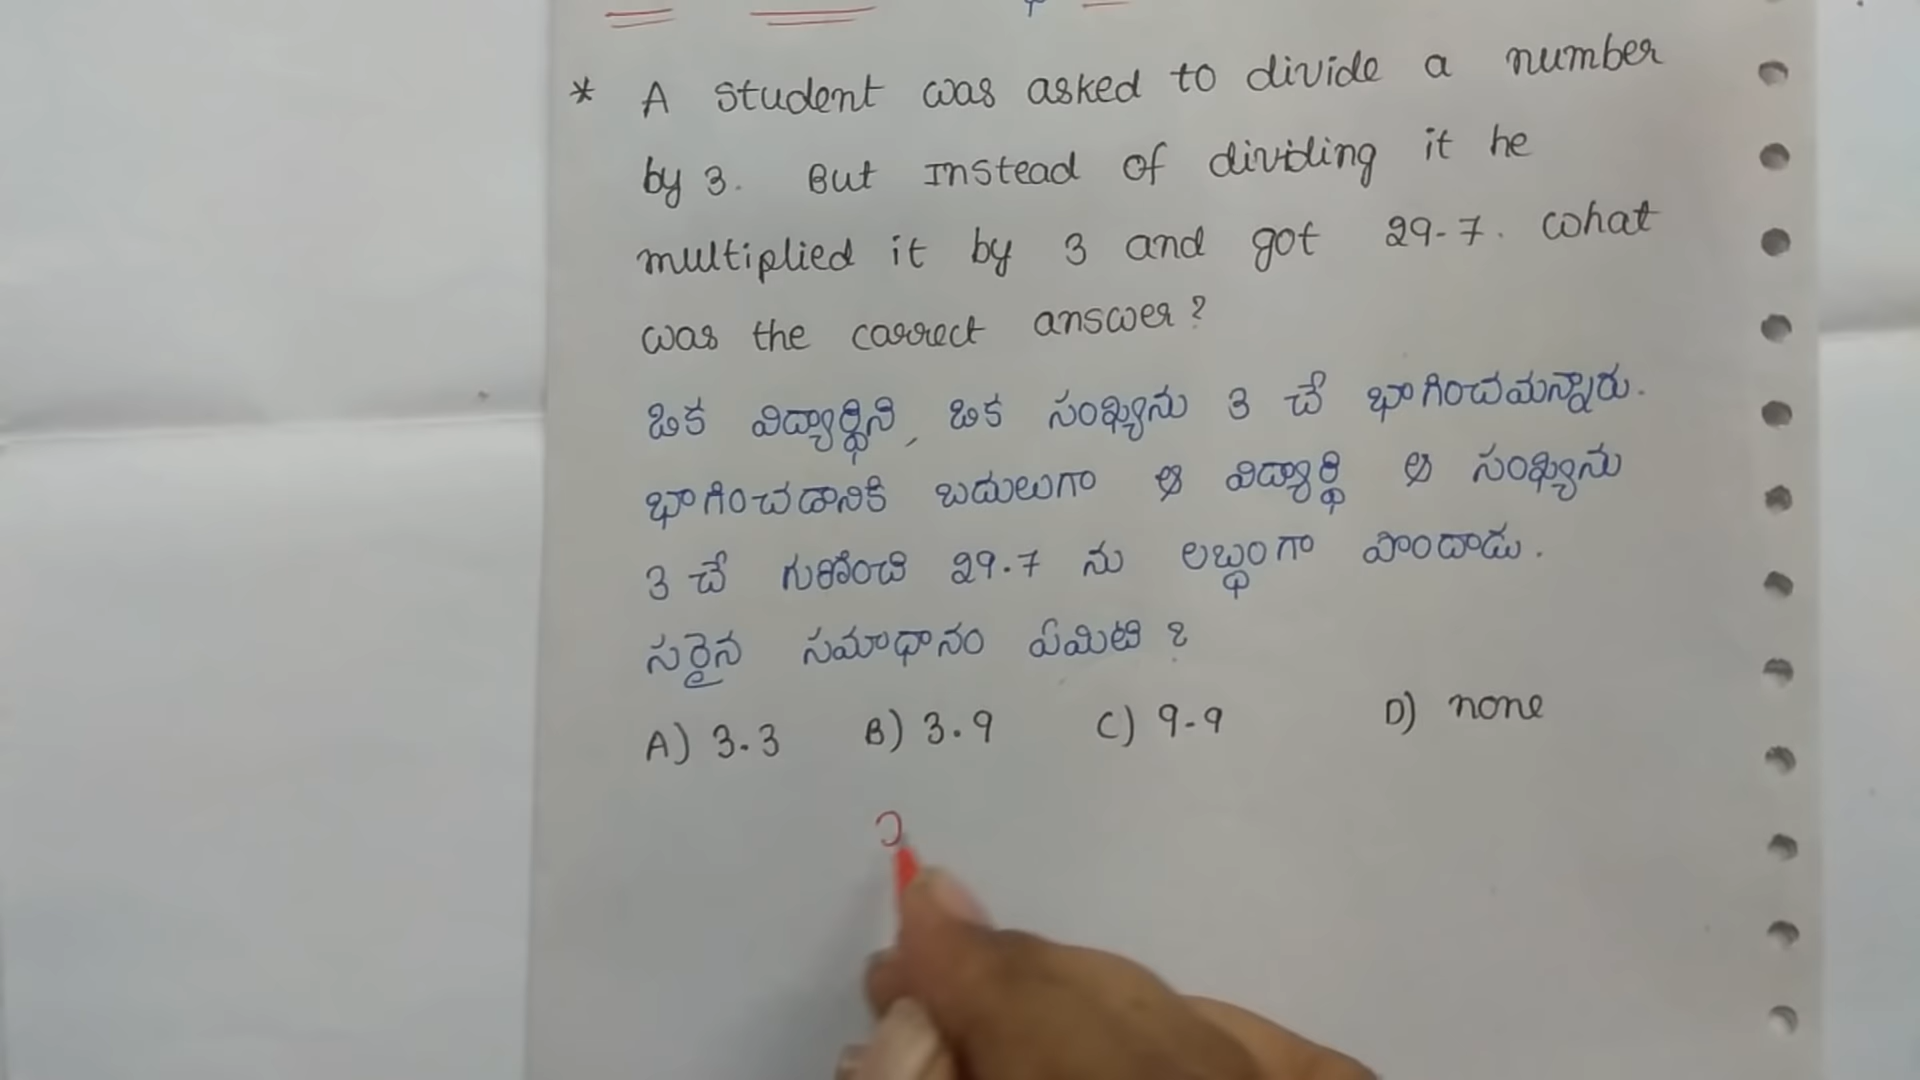 * A student was asked to divide a number
by 3. But Instead of dividing it he
multiplied it by 3 and got 29.7. what
was the correct answer?
ఒక విద్యార్థిని, ఒక సంఖ్యను 3 చే భాగించమన్నారు.
భాగించడానికి బదులుగా ఆ విద్యార్థి ఆ సంఖ్యను
3 చే గుణించి 29.7 ను లబ్ధంగా పొందాడు.
సరైన సమాధానం ఏమిటి ?
A) 3.3 B) 3.9 C) 9.9 D) none